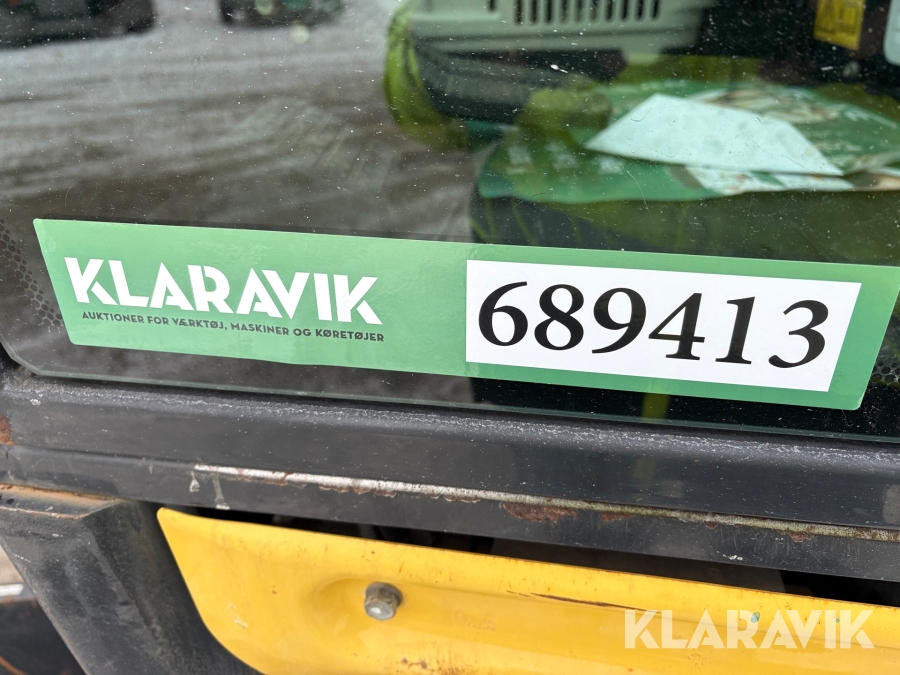 KLARAVIK
AUKTIONER FOR VÆRKTØJ, MASKINER OG KØRETØJER
689413
KLARAVIK